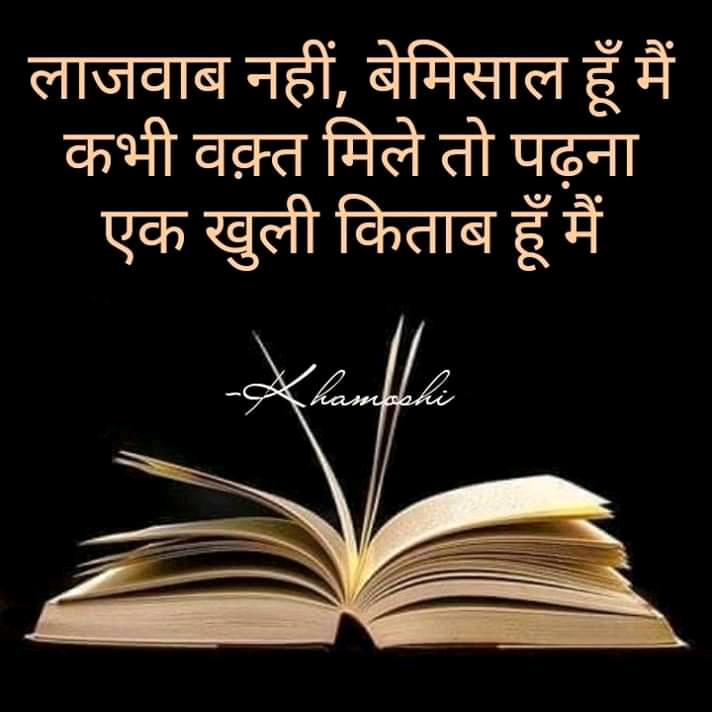 लाजवाब नहीं, बेमिसाल हूँ मैं
कभी वक़्त मिले तो पढ़ना
एक खुली किताब हूँ मैं
-Khamoshi